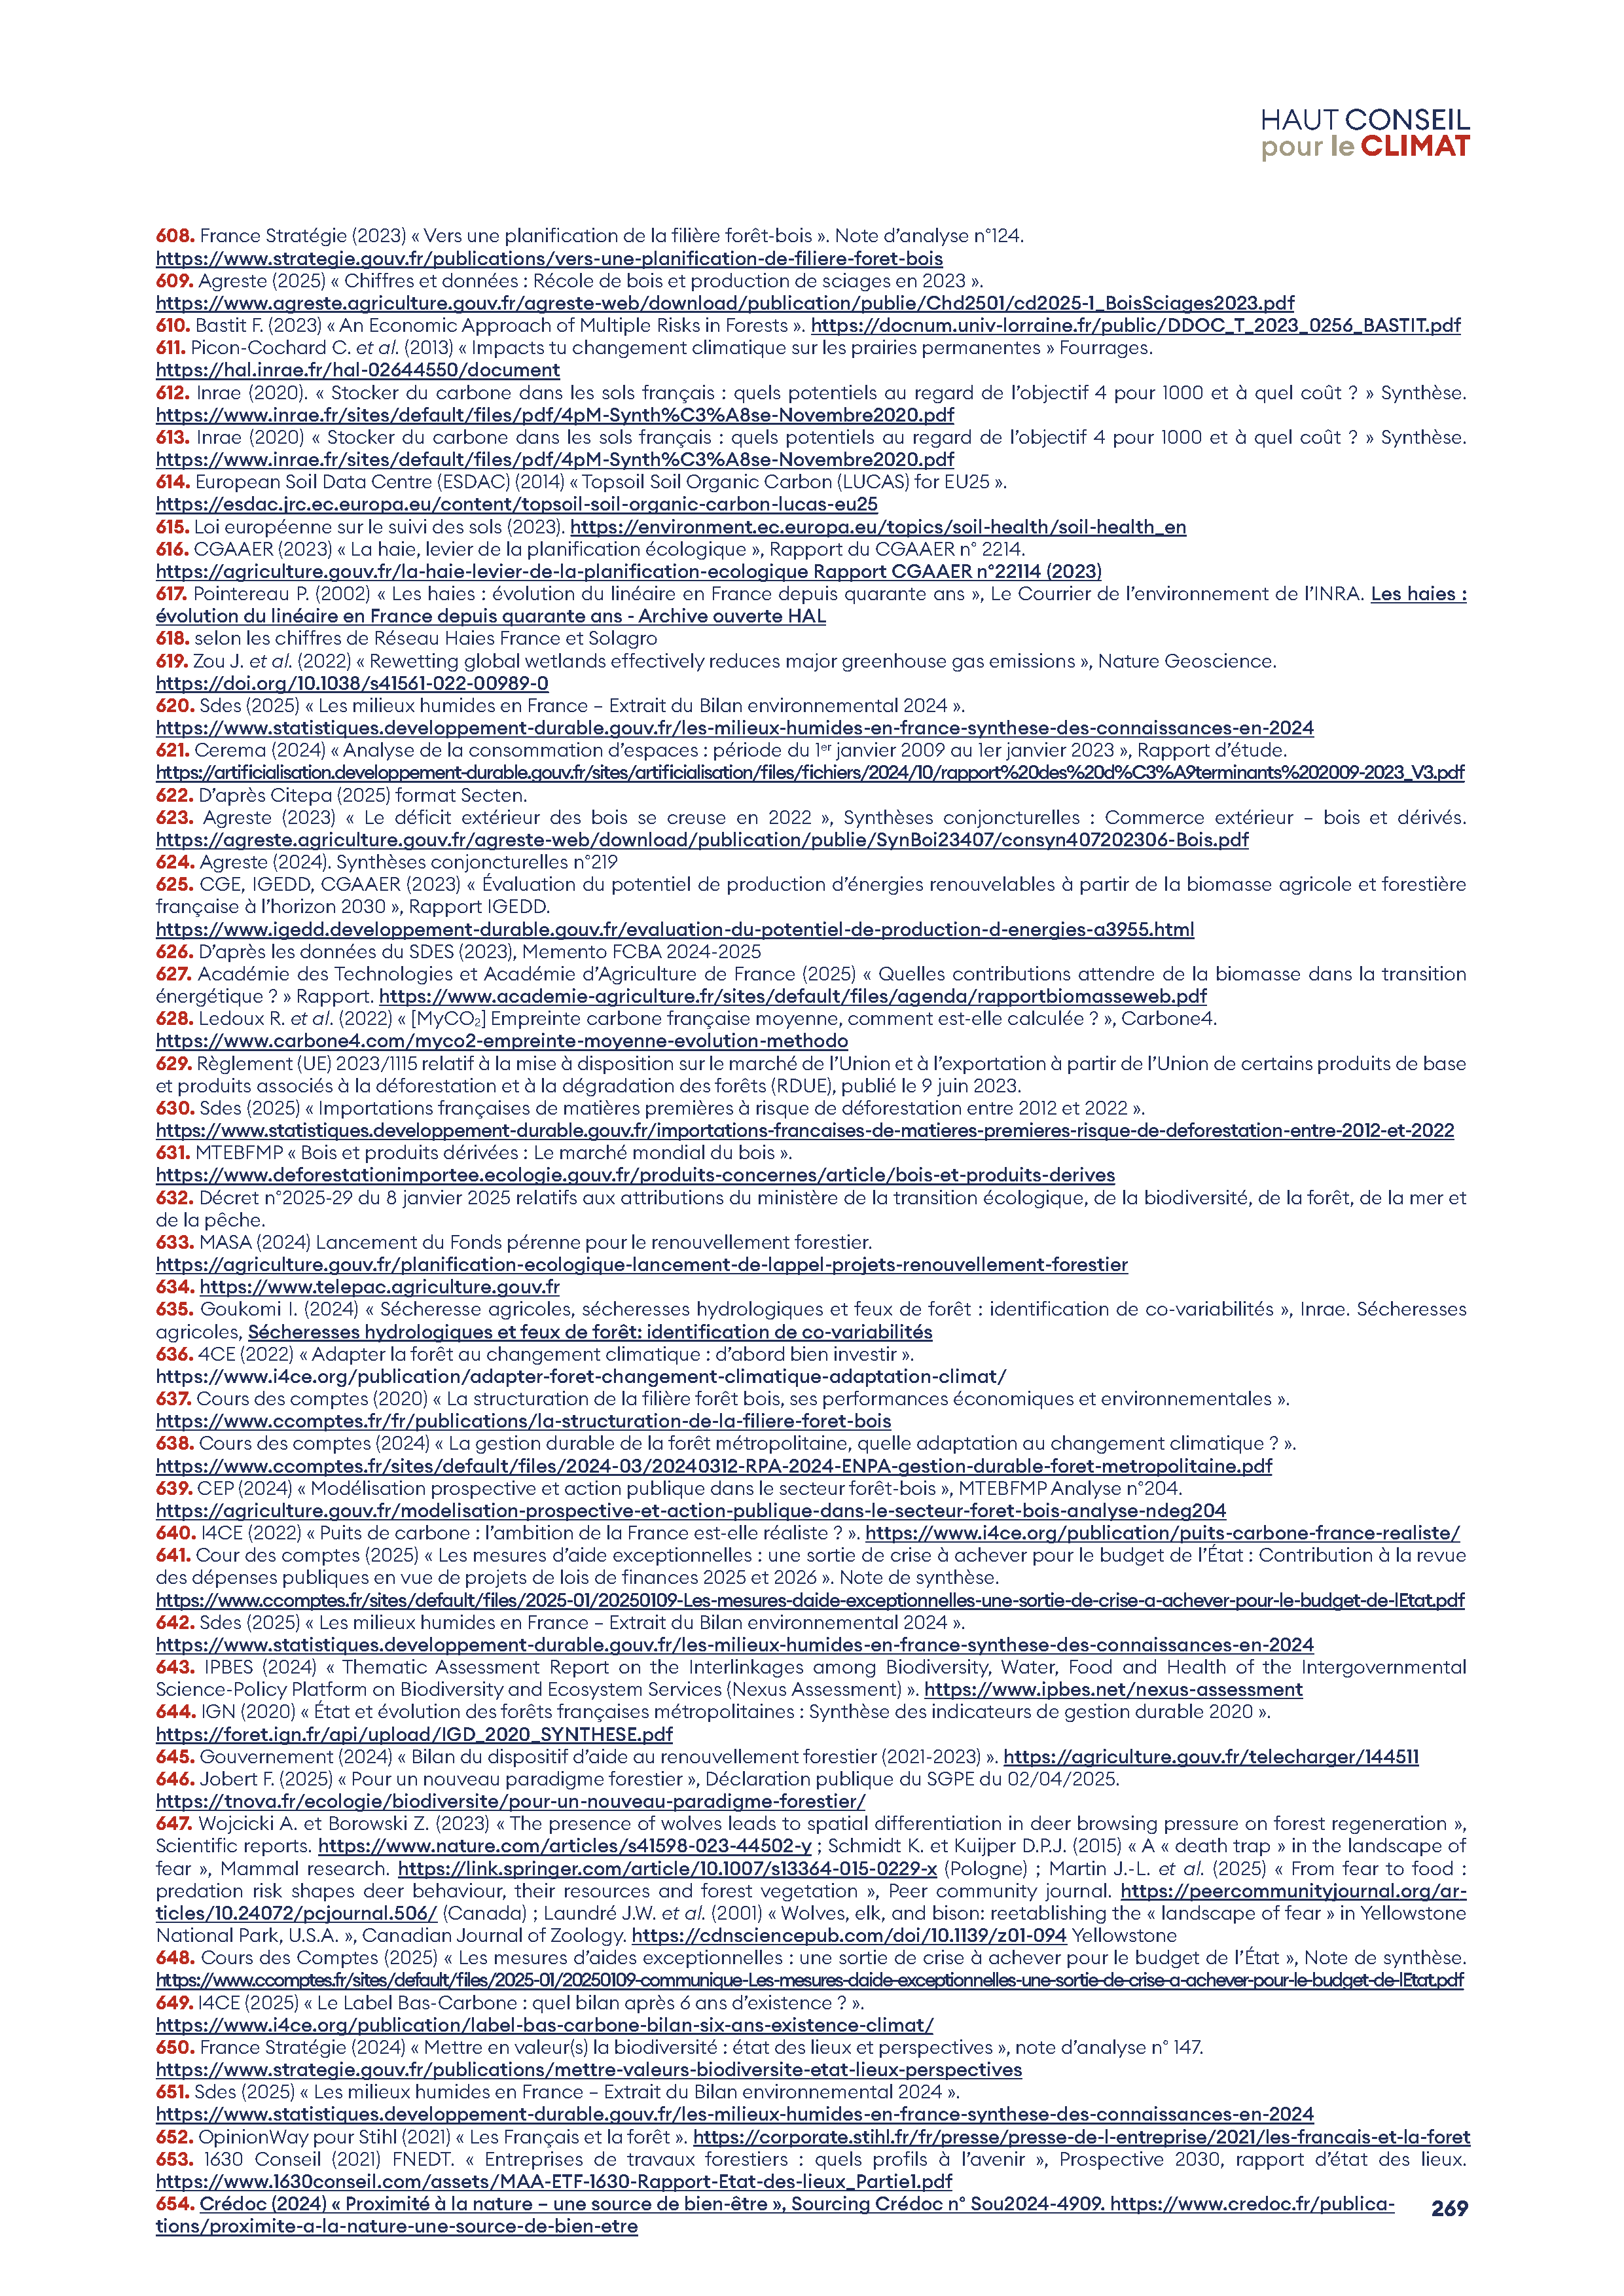 HAUT CONSEIL
pour le CLIMAT
608. France Stratégie (2023) « Vers une planification de la filière forêt-bois ». Note d’analyse n°124.
https://www.strategie.gouv.fr/publications/vers-une-planification-de-filiere-foret-bois
609. Agreste (2025) « Chiffres et données : Récole de bois et production de sciages en 2023 ».
https://www.agreste.agriculture.gouv.fr/agreste-web/download/publication/publie/Chd2501/cd2025-1_BoisSciages2023.pdf
610. Bastit F. (2023) « An Economic Approach of Multiple Risks in Forests ». https://docnum.univ-lorraine.fr/public/DDOC_T_2023_0256_BASTIT.pdf
611. Picon-Cochard C. et al. (2013) « Impacts tu changement climatique sur les prairies permanentes » Fourrages.
https://hal.inrae.fr/hal-02644550/document
612. Inrae (2020). « Stocker du carbone dans les sols français : quels potentiels au regard de l’objectif 4 pour 1000 et à quel coût ? » Synthèse.
https://www.inrae.fr/sites/default/files/pdf/4pM-Synth%C3%A8se-Novembre2020.pdf
613. Inrae (2020) « Stocker du carbone dans les sols français : quels potentiels au regard de l’objectif 4 pour 1000 et à quel coût ? » Synthèse.
https://www.inrae.fr/sites/default/files/pdf/4pM-Synth%C3%A8se-Novembre2020.pdf
614. European Soil Data Centre (ESDAC) (2014) « Topsoil Soil Organic Carbon (LUCAS) for EU25 ».
https://esdac.jrc.ec.europa.eu/content/topsoil-soil-organic-carbon-lucas-eu25
615. Loi européenne sur le suivi des sols (2023). https://environment.ec.europa.eu/topics/soil-health/soil-health_en
616. CGAAER (2023) « La haie, levier de la planification écologique », Rapport du CGAAER n° 2214.
https://agriculture.gouv.fr/la-haie-levier-de-la-planification-ecologique Rapport CGAAER n°22114 (2023)
617. Pointereau P. (2002) « Les haies : évolution du linéaire en France depuis quarante ans », Le Courrier de l’environnement de l’INRA. Les haies :
évolution du linéaire en France depuis quarante ans - Archive ouverte HAL
618. selon les chiffres de Réseau Haies France et Solagro
619. Zou J. et al. (2022) « Rewetting global wetlands effectively reduces major greenhouse gas emissions », Nature Geoscience.
https://doi.org/10.1038/s41561-022-00989-0
620. Sdes (2025) « Les milieux humides en France – Extrait du Bilan environnemental 2024 ».
https://www.statistiques.developpement-durable.gouv.fr/les-milieux-humides-en-france-synthese-des-connaissances-en-2024
621. Cerema (2024) « Analyse de la consommation d’espaces : période du 1er janvier 2009 au 1er janvier 2023 », Rapport d’étude.
https://artificialisation.developpement-durable.gouv.fr/sites/artificialisation/files/fichiers/2024/10/rapport%20des%20d%C3%A9terminants%202009-2023_V3.pdf
622. D’après Citepa (2025) format Secten.
623. Agreste (2023) « Le déficit extérieur des bois se creuse en 2022 », Synthèses conjoncturelles : Commerce extérieur – bois et dérivés.
https://agreste.agriculture.gouv.fr/agreste-web/download/publication/publie/SynBoi23407/consyn407202306-Bois.pdf
624. Agreste (2024). Synthèses conjoncturelles n°219
625. CGE, IGEDD, CGAAER (2023) « Évaluation du potentiel de production d’énergies renouvelables à partir de la biomasse agricole et forestière
française à l’horizon 2030 », Rapport IGEDD.
https://www.igedd.developpement-durable.gouv.fr/evaluation-du-potentiel-de-production-d-energies-a3955.html
626. D’après les données du SDES (2023), Memento FCBA 2024-2025
627. Académie des Technologies et Académie d’Agriculture de France (2025) « Quelles contributions attendre de la biomasse dans la transition
énergétique ? » Rapport. https://www.academie-agriculture.fr/sites/default/files/agenda/rapportbiomasseweb.pdf
628. Ledoux R. et al. (2022) « [MyCO₂] Empreinte carbone française moyenne, comment est-elle calculée ? », Carbone4.
https://www.carbone4.com/myco2-empreinte-moyenne-evolution-methodo
629. Règlement (UE) 2023/1115 relatif à la mise à disposition sur le marché de l’Union et à l’exportation à partir de l’Union de certains produits de base
et produits associés à la déforestation et à la dégradation des forêts (RDUE), publié le 9 juin 2023.
630. Sdes (2025) « Importations françaises de matières premières à risque de déforestation entre 2012 et 2022 ».
https://www.statistiques.developpement-durable.gouv.fr/importations-francaises-de-matieres-premieres-risque-de-deforestation-entre-2012-et-2022
631. MTEBFMP « Bois et produits dérivées : Le marché mondial du bois ».
https://www.deforestationimportee.ecologie.gouv.fr/produits-concernes/article/bois-et-produits-derives
632. Décret n°2025-29 du 8 janvier 2025 relatifs aux attributions du ministère de la transition écologique, de la biodiversité, de la forêt, de la mer et
de la pêche.
633. MASA (2024) Lancement du Fonds pérenne pour le renouvellement forestier.
https://agriculture.gouv.fr/planification-ecologique-lancement-de-lappel-projets-renouvellement-forestier
634. https://www.telepac.agriculture.gouv.fr
635. Goukomi I. (2024) « Sécheresse agricoles, sécheresses hydrologiques et feux de forêt : identification de co-variabilités », Inrae. Sécheresses
agricoles, Sécheresses hydrologiques et feux de forêt: identification de co-variabilités
636. 4CE (2022) « Adapter la forêt au changement climatique : d’abord bien investir ».
https://www.i4ce.org/publication/adapter-foret-changement-climatique-adaptation-climat/
637. Cours des comptes (2020) « La structuration de la filière forêt bois, ses performances économiques et environnementales ».
https://www.ccomptes.fr/fr/publications/la-structuration-de-la-filiere-foret-bois
638. Cours des comptes (2024) « La gestion durable de la forêt métropolitaine, quelle adaptation au changement climatique ? ».
https://www.ccomptes.fr/sites/default/files/2024-03/20240312-RPA-2024-ENPA-gestion-durable-foret-metropolitaine.pdf
639. CEP (2024) « Modélisation prospective et action publique dans le secteur forêt-bois », MTEBFMP Analyse n°204.
https://agriculture.gouv.fr/modelisation-prospective-et-action-publique-dans-le-secteur-foret-bois-analyse-ndeg204
640. I4CE (2022) « Puits de carbone : l’ambition de la France est-elle réaliste ? ». https://www.i4ce.org/publication/puits-carbone-france-realiste/
641. Cour des comptes (2025) « Les mesures d’aide exceptionnelles : une sortie de crise à achever pour le budget de l’État : Contribution à la revue
des dépenses publiques en vue de projets de lois de finances 2025 et 2026 ». Note de synthèse.
https://www.ccomptes.fr/sites/default/files/2025-01/20250109-Les-mesures-daide-exceptionnelles-une-sortie-de-crise-a-achever-pour-le-budget-de-lEtat.pdf
642. Sdes (2025) « Les milieux humides en France – Extrait du Bilan environnemental 2024 ».
https://www.statistiques.developpement-durable.gouv.fr/les-milieux-humides-en-france-synthese-des-connaissances-en-2024
643. IPBES (2024) « Thematic Assessment Report on the Interlinkages among Biodiversity, Water, Food and Health of the Intergovernmental
Science-Policy Platform on Biodiversity and Ecosystem Services (Nexus Assessment) ». https://www.ipbes.net/nexus-assessment
644. IGN (2020) « État et évolution des forêts françaises métropolitaines : Synthèse des indicateurs de gestion durable 2020 ».
https://foret.ign.fr/api/upload/IGD_2020_SYNTHESE.pdf
645. Gouvernement (2024) « Bilan du dispositif d’aide au renouvellement forestier (2021-2023) ». https://agriculture.gouv.fr/telecharger/144511
646. Jobert F. (2025) « Pour un nouveau paradigme forestier », Déclaration publique du SGPE du 02/04/2025.
https://tnova.fr/ecologie/biodiversite/pour-un-nouveau-paradigme-forestier/
647. Wojcicki A. et Borowski Z. (2023) « The presence of wolves leads to spatial differentiation in deer browsing pressure on forest regeneration »,
Scientific reports. https://www.nature.com/articles/s41598-023-44502-y ; Schmidt K. et Kuijper D.P.J. (2015) « A « death trap » in the landscape of
fear », Mammal research. https://link.springer.com/article/10.1007/s13364-015-0229-x (Pologne) ; Martin J.-L. et al. (2025) « From fear to food :
predation risk shapes deer behaviour, their resources and forest vegetation », Peer community journal. https://peercommunityjournal.org/ar-
ticles/10.24072/pcjournal.506/ (Canada) ; Laundré J.W. et al. (2001) « Wolves, elk, and bison: reetablishing the « landscape of fear » in Yellowstone
National Park, U.S.A. », Canadian Journal of Zoology. https://cdnsciencepub.com/doi/10.1139/z01-094 Yellowstone
648. Cours des Comptes (2025) « Les mesures d’aides exceptionnelles : une sortie de crise à achever pour le budget de l’État », Note de synthèse.
https://www.ccomptes.fr/sites/default/files/2025-01/20250109-communique-Les-mesures-daide-exceptionnelles-une-sortie-de-crise-a-achever-pour-le-budget-de-lEtat.pdf
649. I4CE (2025) « Le Label Bas-Carbone : quel bilan après 6 ans d’existence ? ».
https://www.i4ce.org/publication/label-bas-carbone-bilan-six-ans-existence-climat/
650. France Stratégie (2024) « Mettre en valeur(s) la biodiversité : état des lieux et perspectives », note d’analyse n° 147.
https://www.strategie.gouv.fr/publications/mettre-valeurs-biodiversite-etat-lieux-perspectives
651. Sdes (2025) « Les milieux humides en France – Extrait du Bilan environnemental 2024 ».
https://www.statistiques.developpement-durable.gouv.fr/les-milieux-humides-en-france-synthese-des-connaissances-en-2024
652. OpinionWay pour Stihl (2021) « Les Français et la forêt ». https://corporate.stihl.fr/fr/presse/presse-de-l-entreprise/2021/les-francais-et-la-foret
653. 1630 Conseil (2021) FNEDT. « Entreprises de travaux forestiers : quels profils à l’avenir », Prospective 2030, rapport d’état des lieux.
https://www.1630conseil.com/assets/MAA-ETF-1630-Rapport-Etat-des-lieux_Partie1.pdf
654. Crédoc (2024) « Proximité à la nature – une source de bien-être », Sourcing Crédoc n° Sou2024-4909. https://www.credoc.fr/publica-
tions/proximite-a-la-nature-une-source-de-bien-etre
269